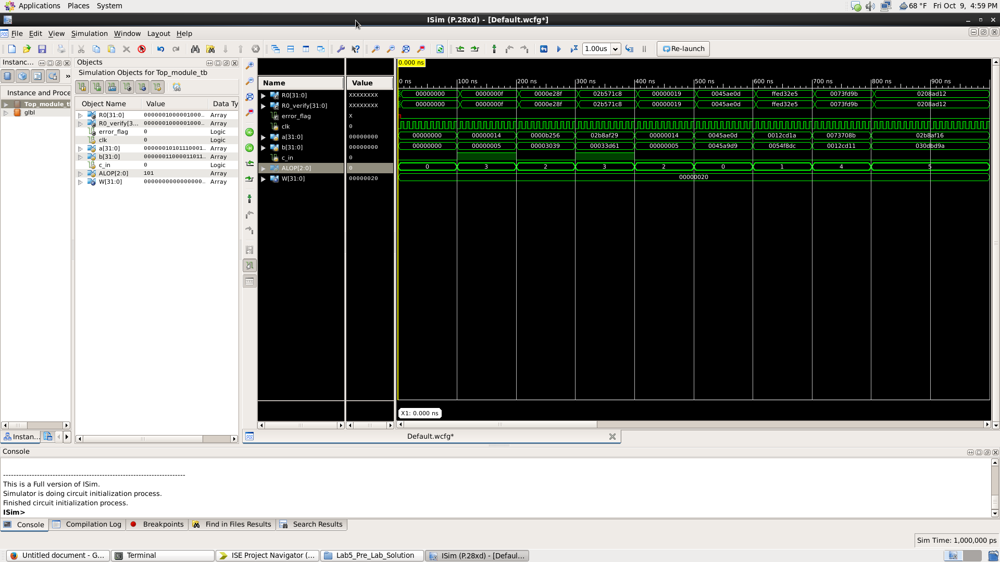 Applications Places System 68 °F Fri Oct 9, 4:59 PM
ISim (P.28xd) - [Default.wcfg*]
File Edit View Simulation Window Layout Help
1.00us Re-launch
Instanc...
Instance and Proce
Top_module_tl
glbl
Instan...
Objects
Simulation Objects for Top_module_tb
Object Name Value Data Ty
R0[31:0] 0000001000001000... Array
R0_verify[3... 0000001000001000... Array
error_flag 0 Logic
clk 0 Logic
a[31:0] 00000010101110001... Array
b[31:0] 000000110000110​11... Array
c_in 0 Logic
ALOP[2:0] 101 Array
W[31:0] 0000000000000000... Array
Name Value
R0[31:0] XXXXXXXX
R0_verify[31:0] XXXXXXXX
error_flag X
clk 0
a[31:0] 00000000
b[31:0] 00000000
c_in 0
ALOP[2:0] 0
W[31:0] 00000020
0.000 ns
0 ns 100 ns 200 ns 300 ns 400 ns 500 ns 600 ns 700 ns 800 ns 900 ns
00000000 0000000f 0000e28f 02b571c8 00000019 0045ae0d ffed32e5 0073fd9b 0208ad12
00000000 0000000f 0000e28f 02b571c8 00000019 0045ae0d ffed32e5 0073fd9b 0208ad12
00000000 00000014 0000b256 02b8af29 00000014 0045ae0d 0012cd1a 0073708b 02b8af16
00000000 00000005 00003039 00033d61 00000005 0045a9d9 0054f8dc 0012cd11 030dbd9a
0 3 2 3 2 0 1 4 5
00000020
X1: 0.000 ns
Default.wcfg*
Console
This is a Full version of ISim.
Simulator is doing circuit initialization process.
Finished circuit initialization process.
ISim>
Console Compilation Log Breakpoints Find in Files Results Search Results
Sim Time: 1,000,000 ps
Untitled document - G... Terminal ISE Project Navigator (... Lab5_Pre_Lab_Solution ISim (P.28xd) - [Defaul...